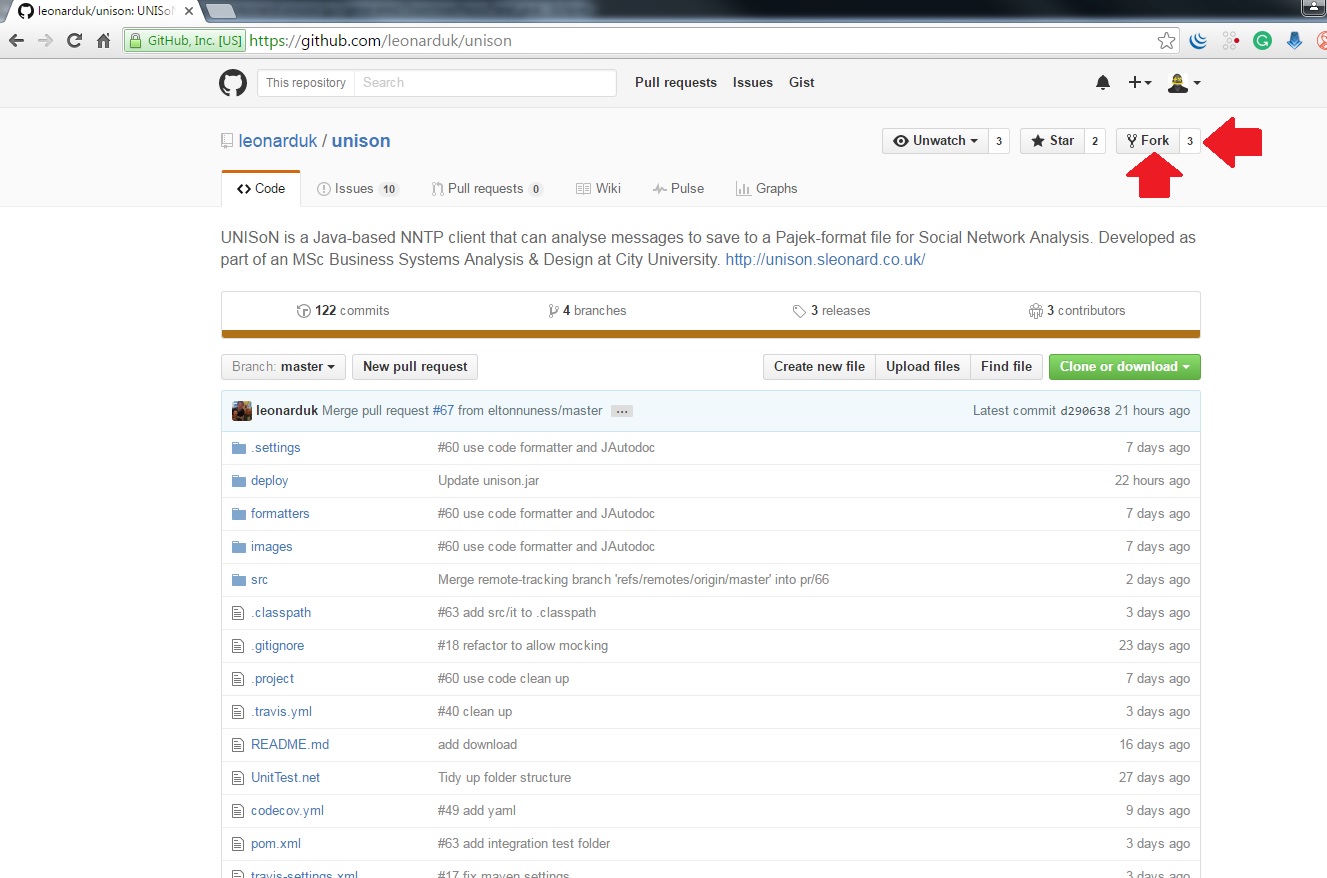 leonarduk/unison: UNISo
GitHub, Inc. [US] https://github.com/leonarduk/unison
This repository Search Pull requests Issues Gist
leonarduk / unison Unwatch 3 Star 2 Fork 3
Code Issues 10 Pull requests 0 Wiki Pulse Graphs
UNISoN is a Java-based NNTP client that can analyse messages to save to a Pajek-format file for Social Network Analysis. Developed as
part of an MSc Business Systems Analysis & Design at City University. http://unison.sleonard.co.uk/
122 commits 4 branches 3 releases 3 contributors
Branch: master New pull request Create new file Upload files Find file Clone or download
leonarduk Merge pull request #67 from eltonnuness/master ... Latest commit d290638 21 hours ago
.settings #60 use code formatter and JAutodoc 7 days ago
deploy Update unison.jar 22 hours ago
formatters #60 use code formatter and JAutodoc 7 days ago
images #60 use code formatter and JAutodoc 7 days ago
src Merge remote-tracking branch 'refs/remotes/origin/master' into pr/66 2 days ago
.classpath #63 add src/it to .classpath 3 days ago
.gitignore #18 refactor to allow mocking 23 days ago
.project #60 use code clean up 7 days ago
.travis.yml #40 clean up 3 days ago
README.md add download 16 days ago
UnitTest.net Tidy up folder structure 27 days ago
codecov.yml #49 add yaml 9 days ago
pom.xml #63 add integration test folder 3 days ago
travis-settings.xml #17 fix maven settings 3 days ago